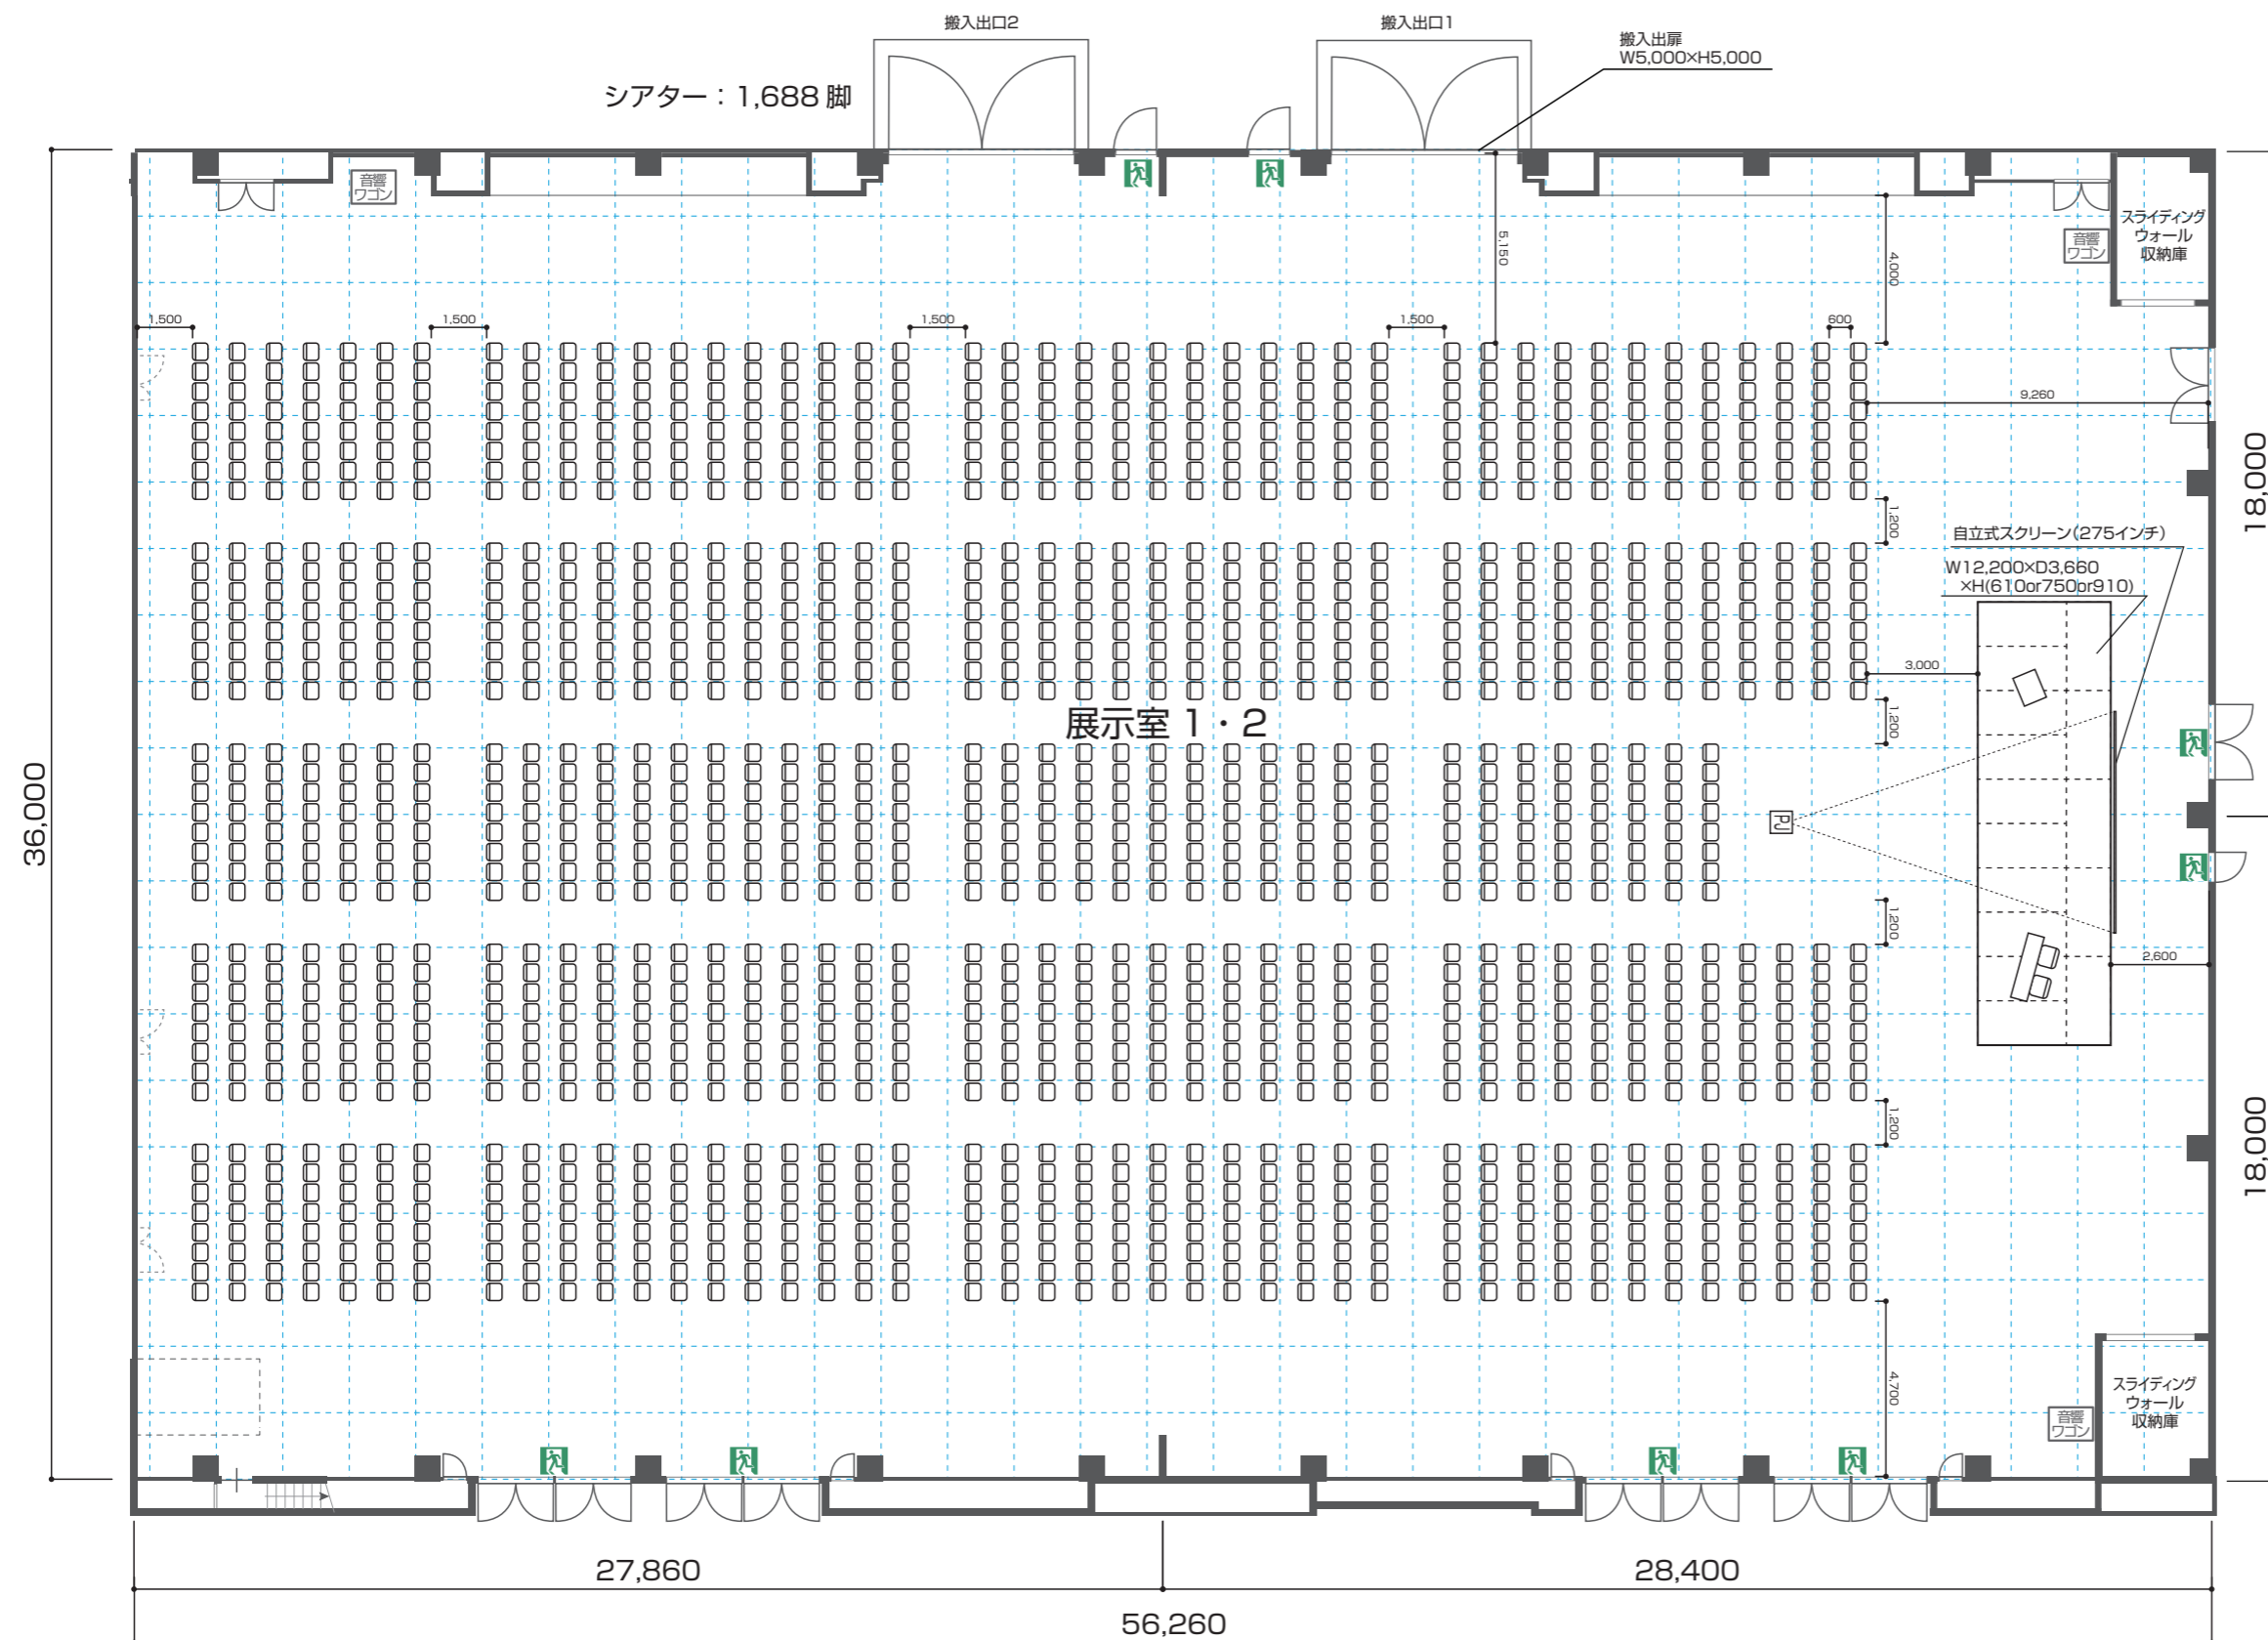 搬入出口2
搬入出口1
搬入出扉
W5,000×H5,000
シアター：1,688 脚
音響
ワゴン
スライディング
ウォール
収納庫
音響
ワゴン
5,150
4,000
1,500
1,500
1,500
1,500
600
9,260
18,000
1,200
自立式スクリーン（275インチ）
W12,200×D3,660
×H(610or750or910)
3,000
展示室 1・2
1,200
36,000
PJ
1,200
2,600
1,200
18,000
4,700
スライディング
ウォール
収納庫
音響
ワゴン
27,860
28,400
56,260